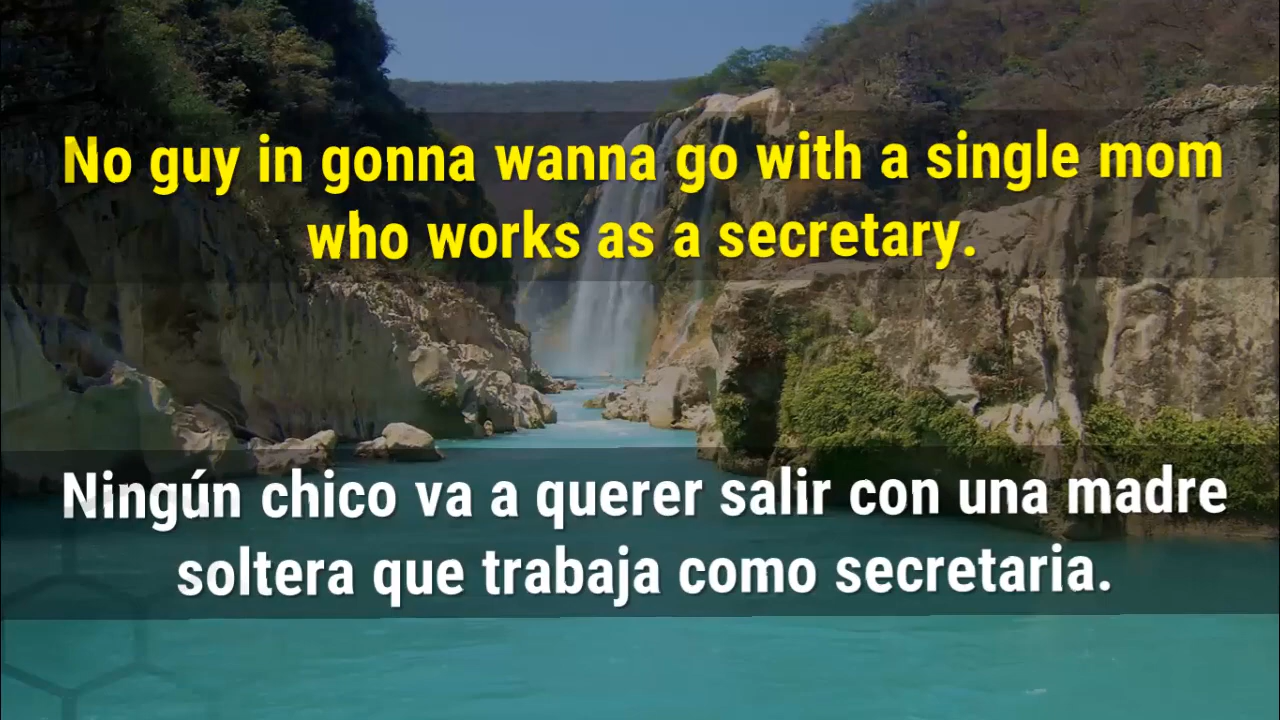 No guy in gonna wanna go with a single mom
who works as a secretary.
Ningún chico va a querer salir con una madre
soltera que trabaja como secretaria.